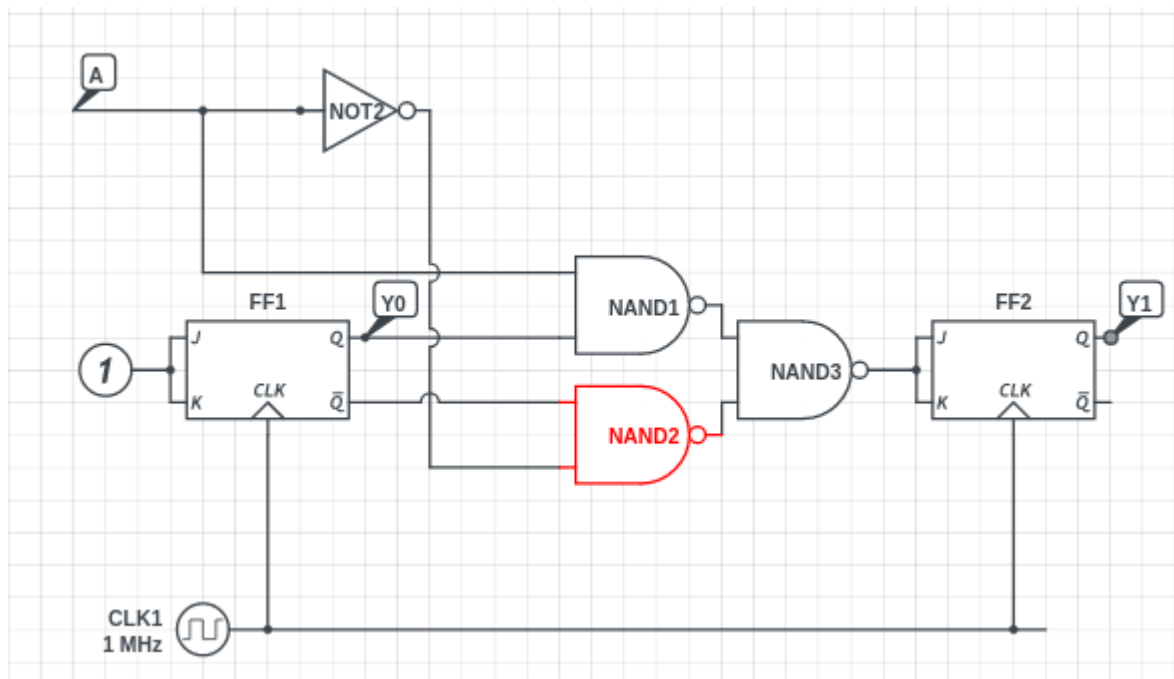 A
NOT2
FF1
Y0
NAND1
FF2
Y1
J
Q
J
Q
1
CLK
NAND3
CLK
K
Q̅
K
Q̅
NAND2
CLK1
1 MHz